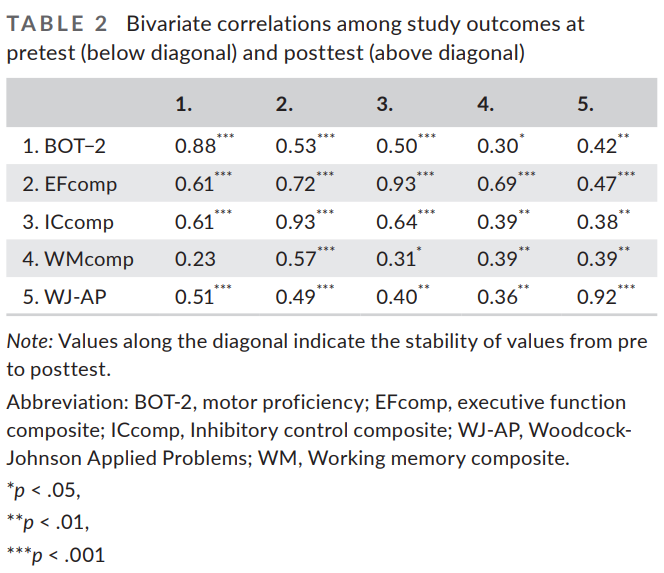 TABLE 2 Bivariate correlations among study outcomes at
pretest (below diagonal) and posttest (above diagonal)
1. 2. 3. 4. 5.
1. BOT–2 0.88*** 0.53*** 0.50*** 0.30* 0.42**
2. EFcomp 0.61*** 0.72*** 0.93*** 0.69*** 0.47***
3. ICcomp 0.61*** 0.93*** 0.64*** 0.39** 0.38**
4. WMcomp 0.23 0.57*** 0.31* 0.39** 0.39**
5. WJ-AP 0.51*** 0.49*** 0.40** 0.36** 0.92***
Note: Values along the diagonal indicate the stability of values from pre
to posttest.
Abbreviation: BOT-2, motor proficiency; EFcomp, executive function
composite; ICcomp, Inhibitory control composite; WJ-AP, Woodcock-
Johnson Applied Problems; WM, Working memory composite.
*p < .05,
**p < .01,
***p < .001